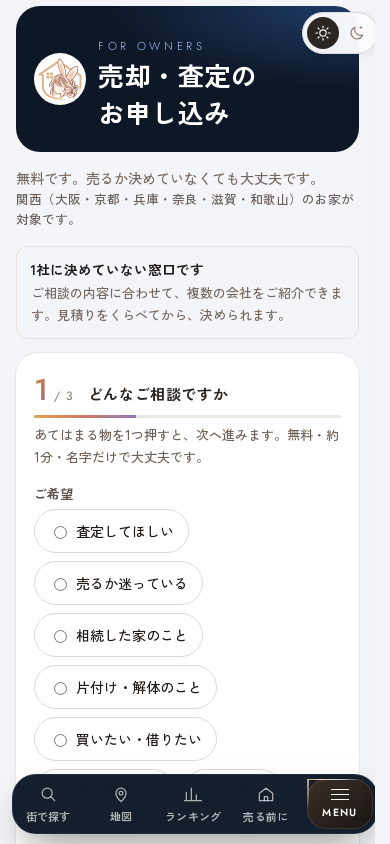 FOR OWNERS
売却・査定の
お申し込み
無料です。売るか決めていなくても大丈夫です。
関西（大阪・京都・兵庫・奈良・滋賀・和歌山）のお家が
対象です。
1社に決めていない窓口です
ご相談の内容に合わせて、複数の会社をご紹介できま
す。見積りをくらべてから、決められます。
1 / 3 どんなご相談ですか
あてはまる物を1つ押すと、次へ進みます。無料・約
1分・名字だけで大丈夫です。
ご希望
査定してほしい
売るか迷っている
相続した家のこと
片付け・解体のこと
買いたい・借りたい
街で探す
地図
ランキング
売る前に
MENU